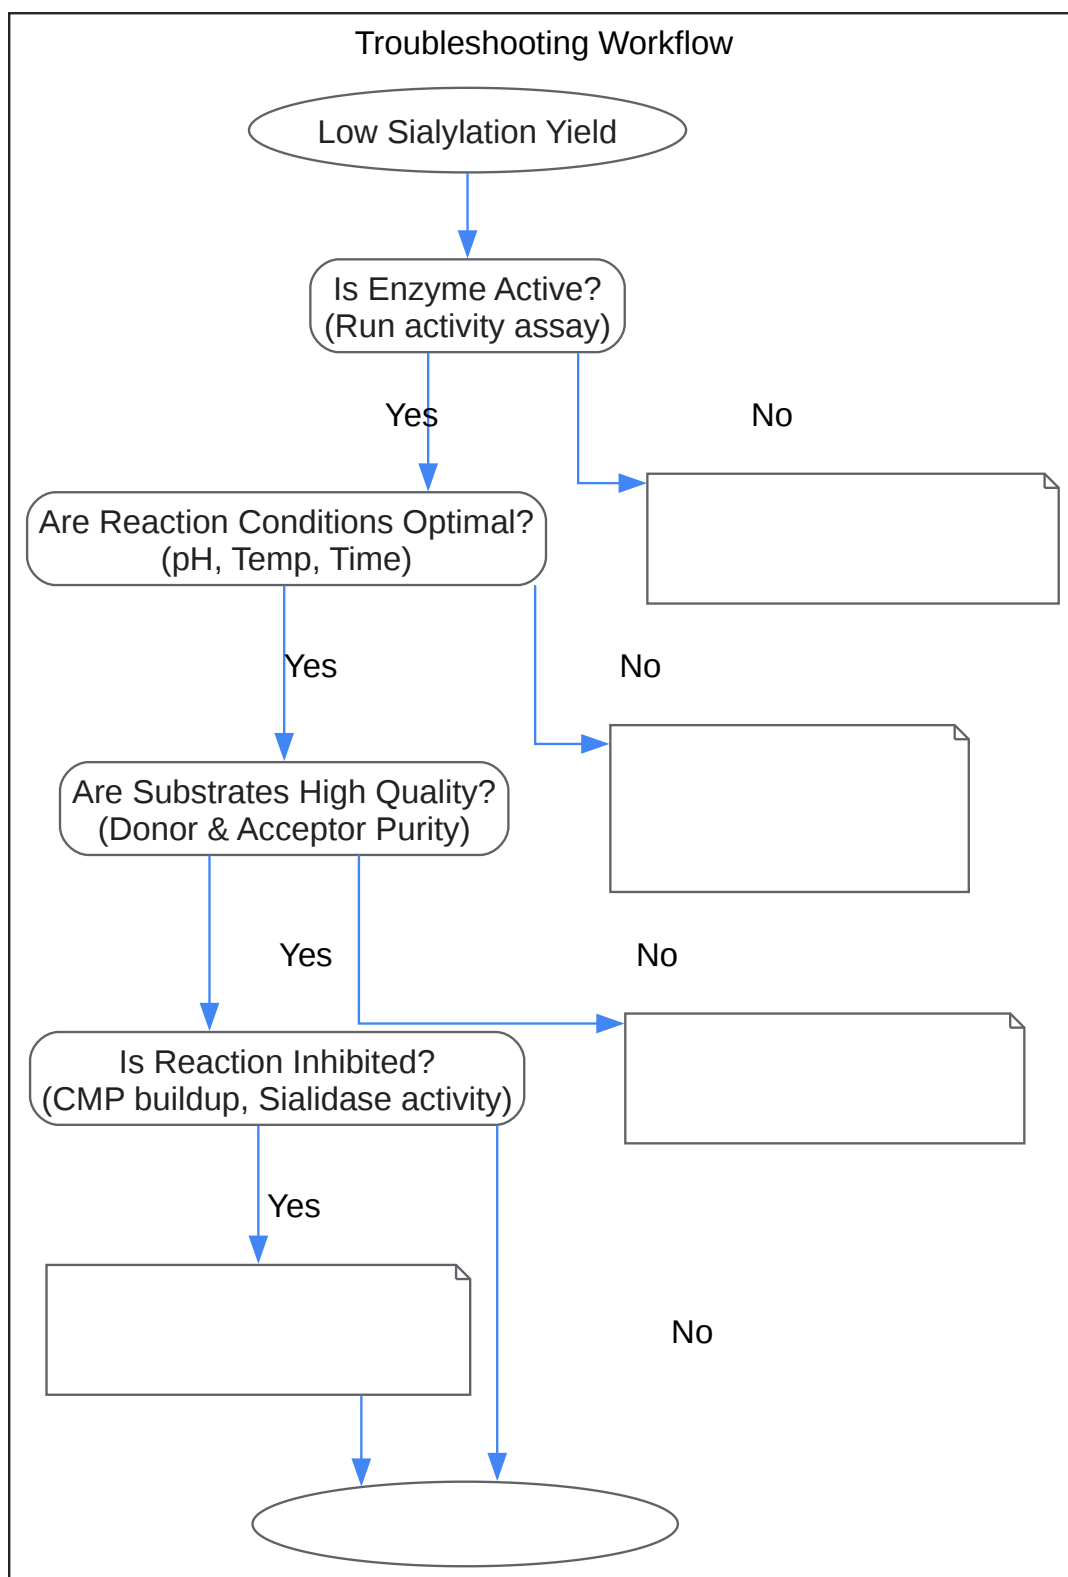 Troubleshooting Workflow
Low Sialylation Yield
Is Enzyme Active?
(Run activity assay)
Yes
No
Are Reaction Conditions Optimal?
(pH, Temp, Time)
Yes
No
Are Substrates High Quality?
(Donor & Acceptor Purity)
Yes
No
Is Reaction Inhibited?
(CMP buildup, Sialidase activity)
Yes
No